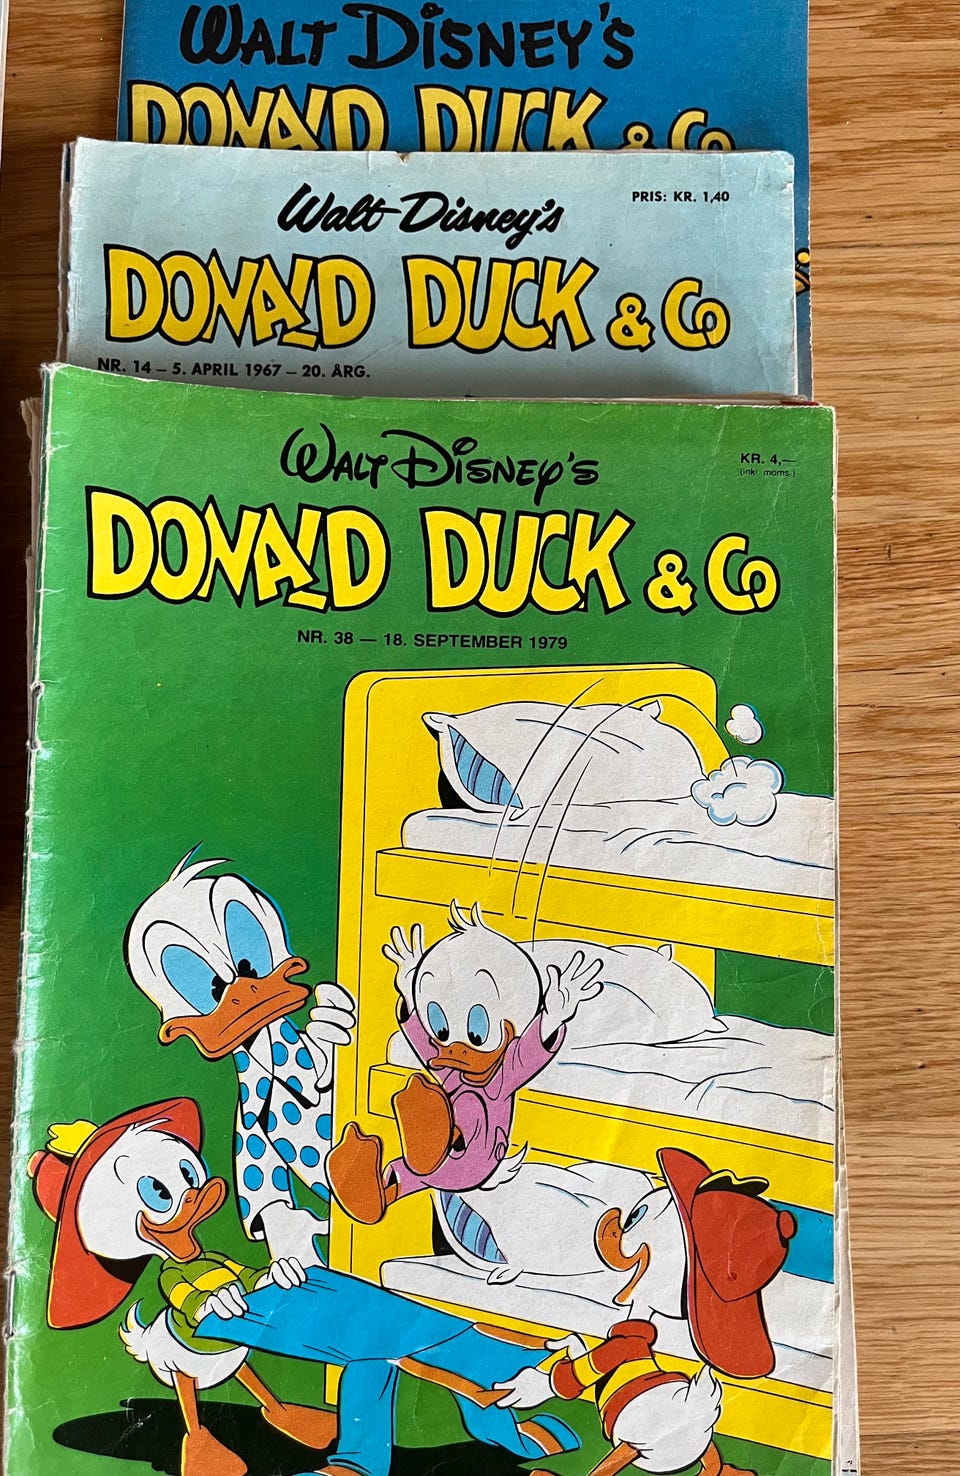 WALT DISNEY'S
DONALD DUCK & Co
Walt Disney's
PRIS: KR. 1,40
DONALD DUCK & Co
NR. 14 – 5. APRIL 1967 – 20. ÅRG.
WALT DISNEY'S
KR. 4,—
(inkl. moms.)
DONALD DUCK & Co
NR. 38 — 18. SEPTEMBER 1979